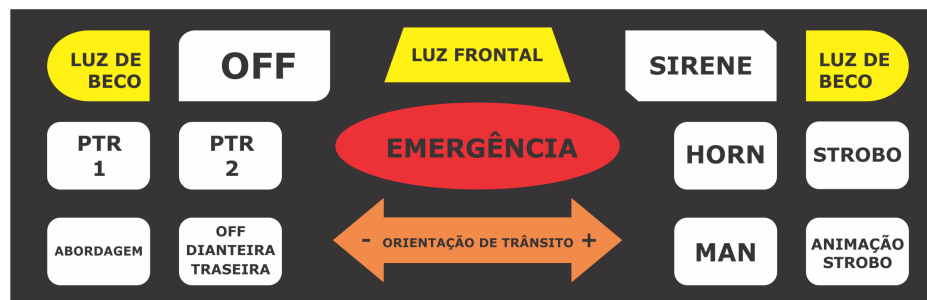 LUZ DE
BECO
OFF
LUZ FRONTAL
SIRENE
LUZ DE
BECO
PTR
1
PTR
2
EMERGÊNCIA
HORN
STROBO
ABORDAGEM
OFF
DIANTEIRA
TRASEIRA
- ORIENTAÇÃO DE TRÂNSITO +
MAN
ANIMAÇÃO
STROBO